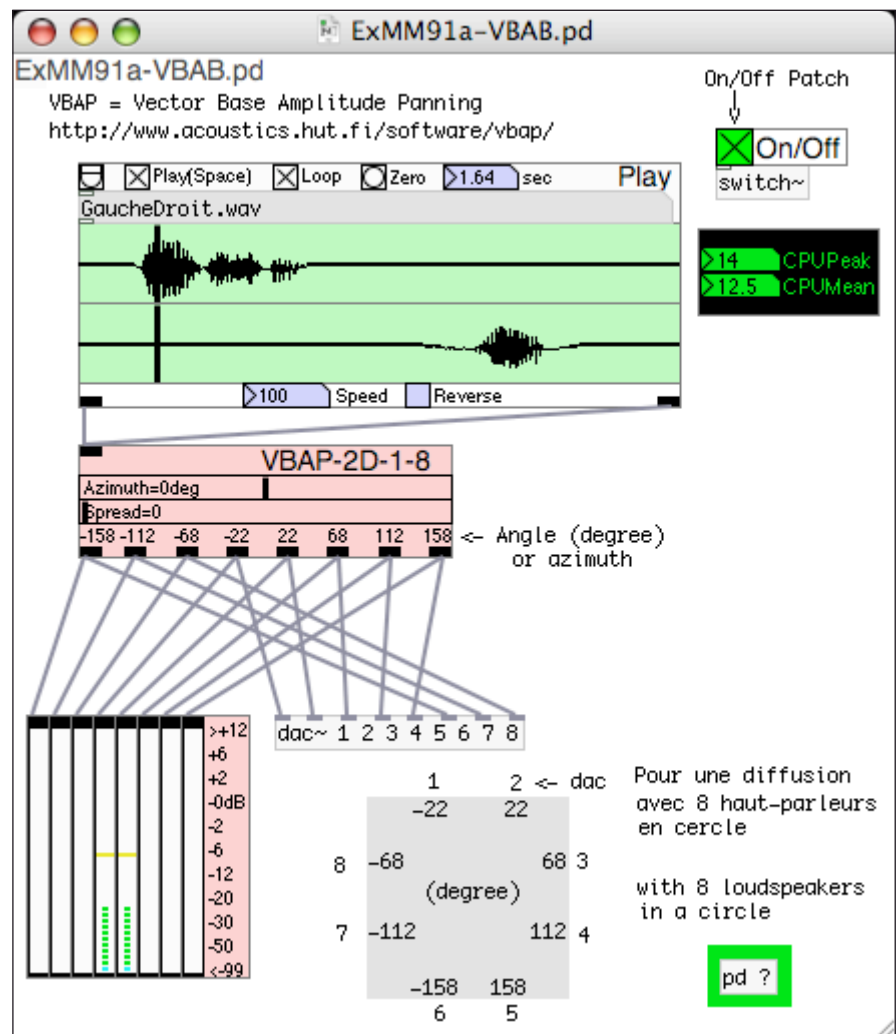 ExMM91a-VBAB.pd
ExMM91a-VBAB.pd
VBAP = Vector Base Amplitude Panning
http://www.acoustics.hut.fi/software/vbap/
On/Off Patch
On/Off
switch~
Play(Space) Loop Zero 1.64 sec Play
GaucheDroit.wav
14 CPUPeak
12.5 CPUMean
100 Speed Reverse
VBAP-2D-1-8
Azimuth=0deg
Spread=0
-158 -112 -68 -22 22 68 112 158 <- Angle (degree)
or azimuth
>+12
+6
+2
-0dB
-2
-6
-12
-20
-30
-50
<-99
dac~ 1 2 3 4 5 6 7 8
1 2 <- dac
-22 22
8 -68 68 3
(degree)
7 -112 112 4
-158 158
6 5
Pour une diffusion
avec 8 haut-parleurs
en cercle
with 8 loudspeakers
in a circle
pd ?